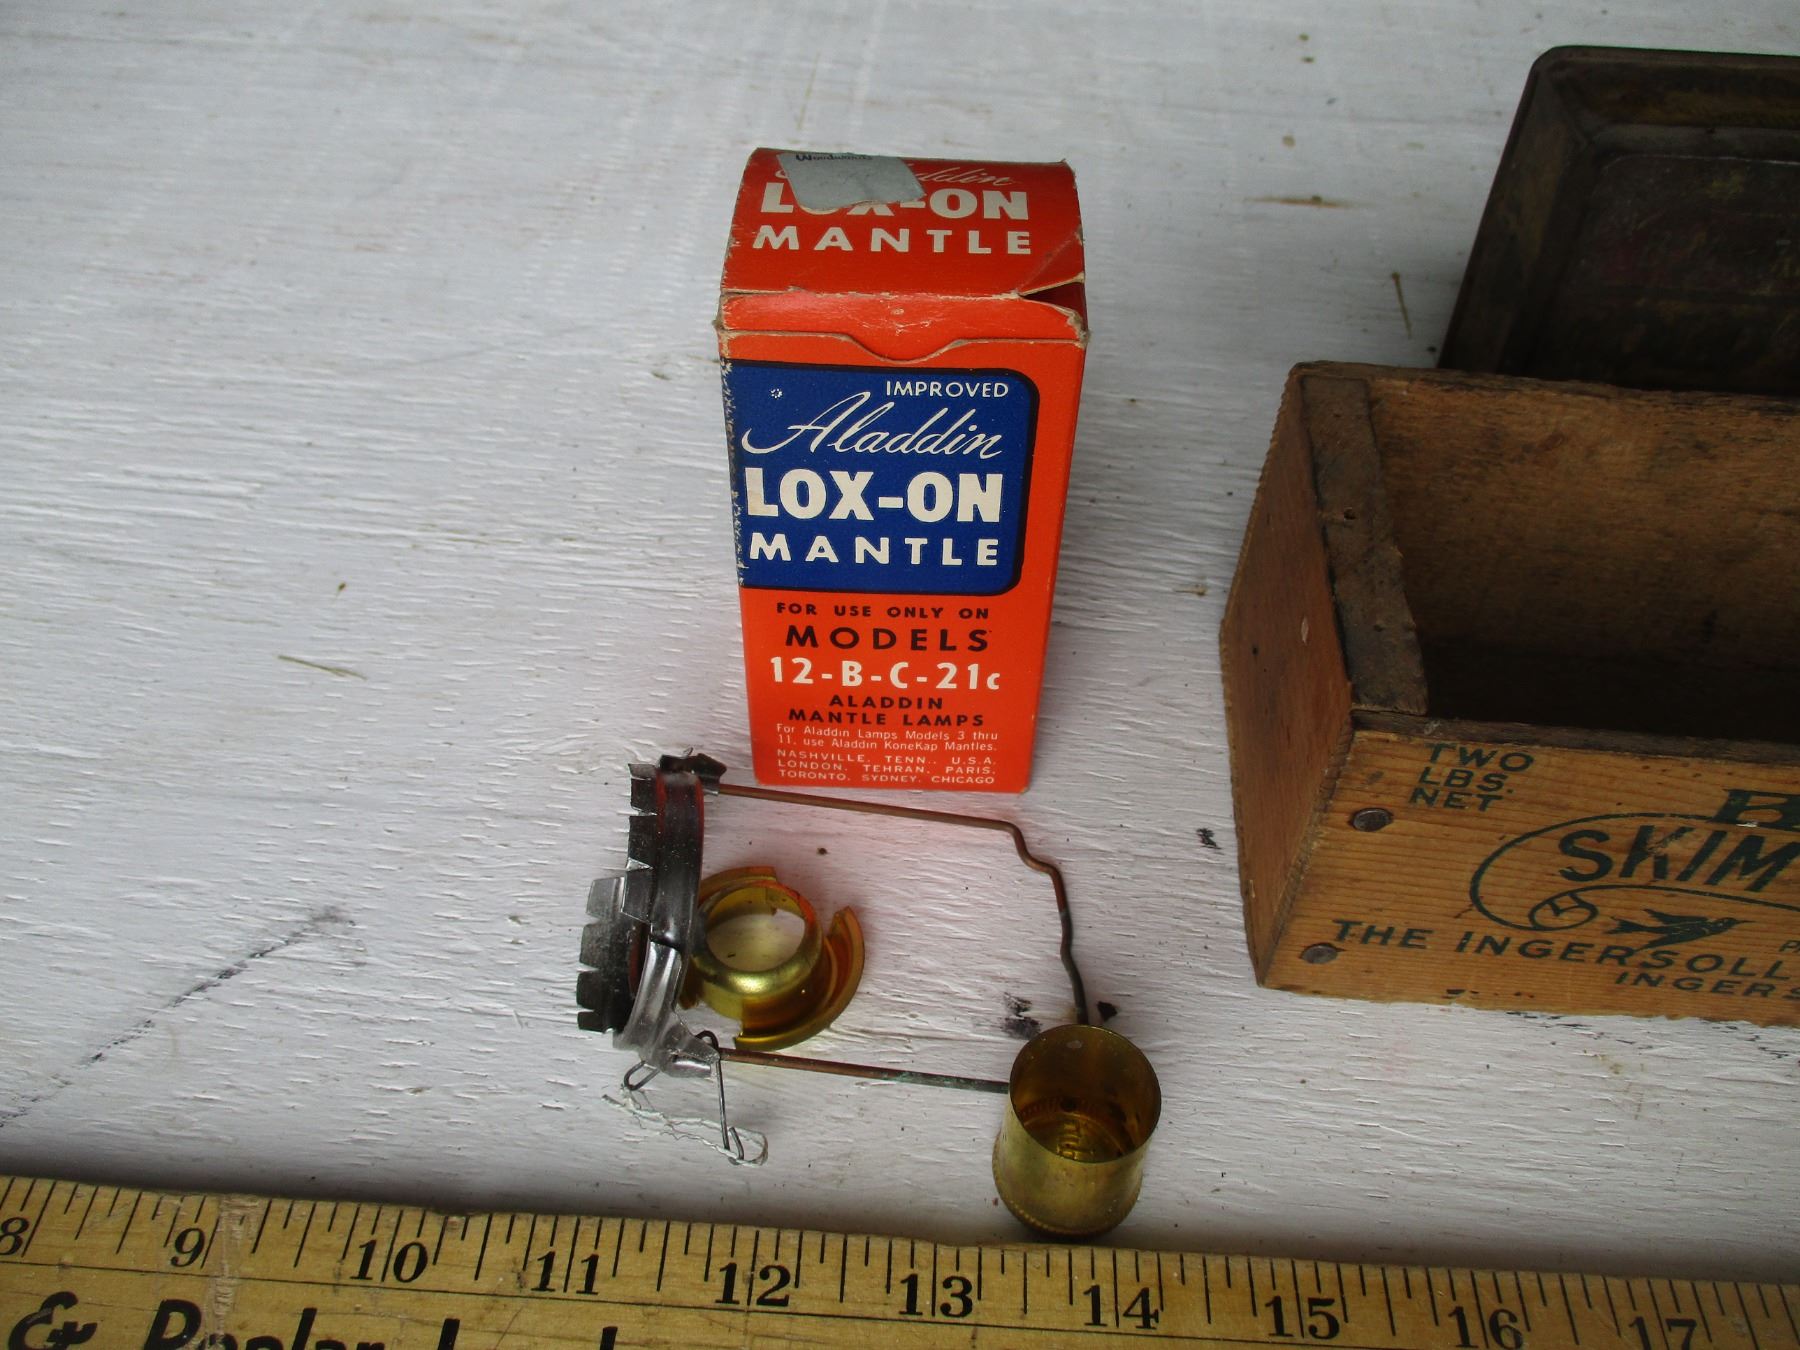 Woodwards
Aladdin
LOX-ON
MANTLE
IMPROVED
Aladdin
LOX-ON
MANTLE
FOR USE ONLY ON
MODELS
12-B-C-21c
ALADDIN
MANTLE LAMPS
For Aladdin Lamps Models 3 thru
11, use Aladdin KoneKap Mantles.
NASHVILLE, TENN., U.S.A.
LONDON, TEHRAN, PARIS,
TORONTO, SYDNEY, CHICAGO
TWO
LBS.
NET
SKIM
THE INGERSOLL
INGERS
8 9 10 11 12 13 14 15 16 17
&